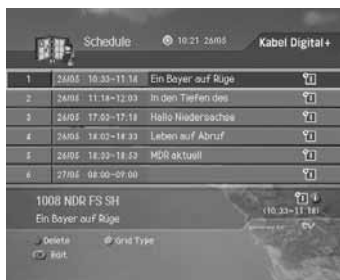 Schedule 10:21 26/05 Kabel Digital+
1 26/05 10:33~11:18 Ein Bayer auf Rüge
2 26/05 11:18~12:03 In den Tiefen des
3 26/05 17:03~17:18 Hallo Niedersachse
4 26/05 18:02~18:33 Leben auf Abruf
5 26/05 18:33~18:53 MDR aktuell
6 27/05 08:00~09:00
1008 NDR FS SH
(10:33~11:18)
Ein Bayer auf Rüge
Delete Grid Type
Exit